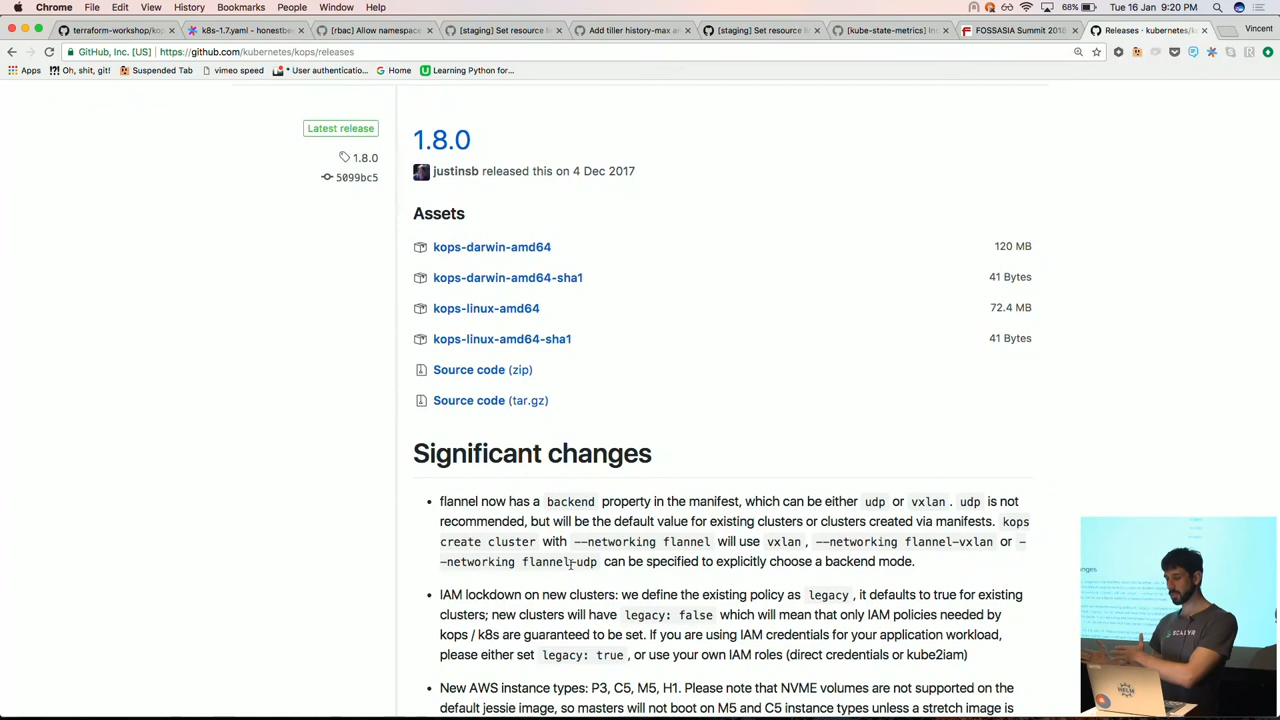 Chrome File Edit View History Bookmarks People Window Help
68% Tue 16 Jan 9:20 PM
terraform-workshop/kop
k8s-1.7.yaml - honestbe
[rbac] Allow namespace
[staging] Set resource li
Add tiller history-max a
[staging] Set resource li
[kube-state-metrics] In
FOSSASIA Summit 2018
Releases · kubernetes/k
Vincent
GitHub, Inc. [US] https://github.com/kubernetes/kops/releases
Apps !?! Oh, shit, git! Suspended Tab vimeo speed * User authenticatio... Home Learning Python for...
Latest release
1.8.0
5099bc5
1.8.0
justinsb released this on 4 Dec 2017
Assets
kops-darwin-amd64 120 MB
kops-darwin-amd64-sha1 41 Bytes
kops-linux-amd64 72.4 MB
kops-linux-amd64-sha1 41 Bytes
Source code (zip)
Source code (tar.gz)
Significant changes
• flannel now has a backend property in the manifest, which can be either udp or vxlan . udp is not
recommended, but will be the default value for existing clusters or clusters created via manifests. kops
create cluster with --networking flannel will use vxlan , --networking flannel-vxlan or -
-networking flannel-udp can be specified to explicitly choose a backend mode.
• IAM lockdown on new clusters: we define the existing policy as legacy , it defaults to true for existing
clusters; new clusters will have legacy: false which will mean that only IAM policies needed by
kops / k8s are guaranteed to be set. If you are using IAM credentials for your application workload,
please either set legacy: true , or use your own IAM roles (direct credentials or kube2iam)
• New AWS instance types: P3, C5, M5, H1. Please note that NVME volumes are not supported on the
default jessie image, so masters will not boot on M5 and C5 instance types unless a stretch image is
SCALYR
HELM